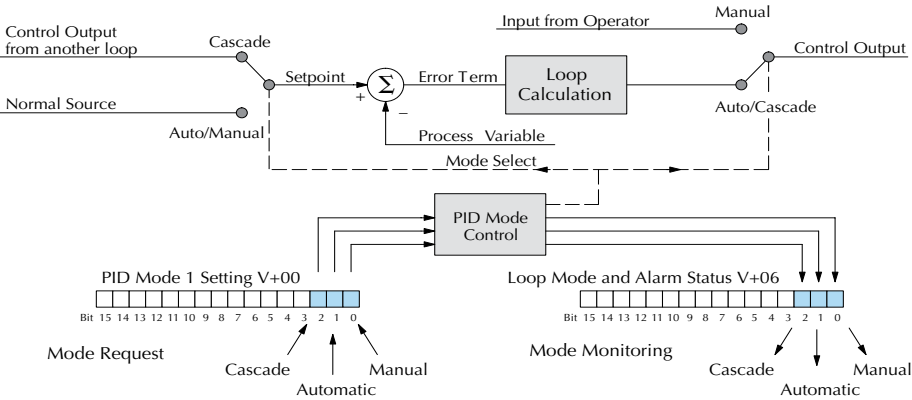 Control Output
from another loop
Cascade
Normal Source
Auto/Manual
Setpoint
+
Σ
−
Error Term
Process Variable
Loop
Calculation
Input from Operator
Manual
Control Output
Auto/Cascade
Mode Select
PID Mode
Control
PID Mode 1 Setting V+00
Bit 15 14 13 12 11 10 9 8 7 6 5 4 3 2 1 0
Mode Request
Cascade
Automatic
Manual
Loop Mode and Alarm Status V+06
Bit 15 14 13 12 11 10 9 8 7 6 5 4 3 2 1 0
Mode Monitoring
Cascade
Automatic
Manual